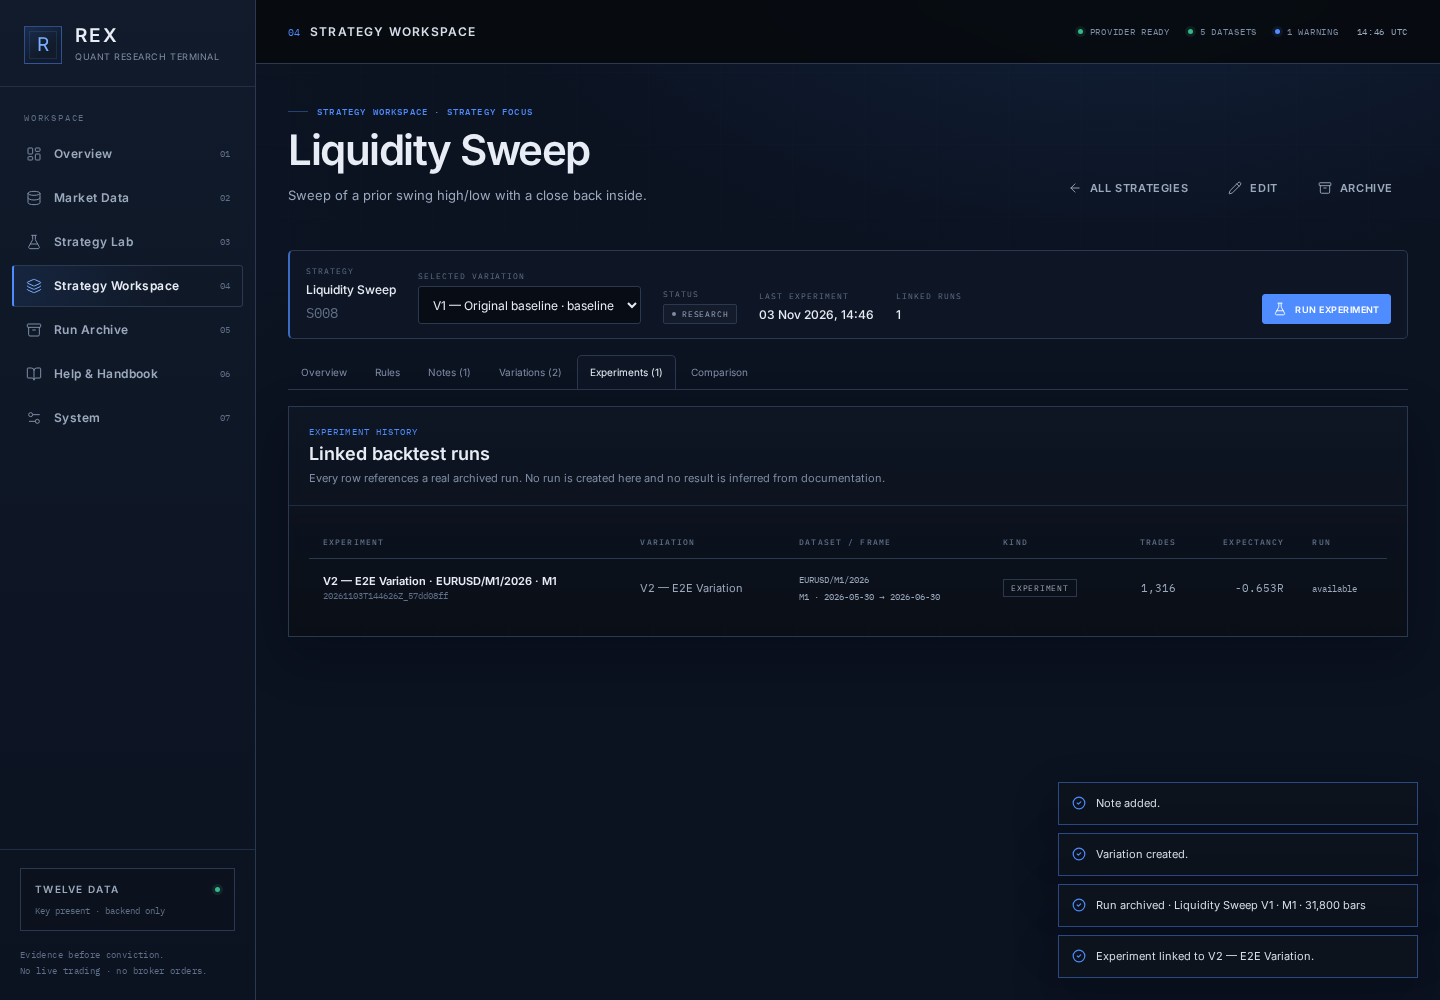 R
REX
QUANT RESEARCH TERMINAL
WORKSPACE
Overview 01
Market Data 02
Strategy Lab 03
Strategy Workspace 04
Run Archive 05
Help & Handbook 06
System 07
TWELVE DATA
Key present · backend only
Evidence before conviction.
No live trading · no broker orders.
04 STRATEGY WORKSPACE
PROVIDER READY 5 DATASETS 1 WARNING 14:46 UTC
STRATEGY WORKSPACE · STRATEGY FOCUS
Liquidity Sweep
Sweep of a prior swing high/low with a close back inside.
ALL STRATEGIES EDIT ARCHIVE
STRATEGY
Liquidity Sweep
S008
SELECTED VARIATION
V1 — Original baseline · baseline
STATUS
RESEARCH
LAST EXPERIMENT
03 Nov 2026, 14:46
LINKED RUNS
1
RUN EXPERIMENT
Overview Rules Notes (1) Variations (2) Experiments (1) Comparison
EXPERIMENT HISTORY
Linked backtest runs
Every row references a real archived run. No run is created here and no result is inferred from documentation.
EXPERIMENT VARIATION DATASET / FRAME KIND TRADES EXPECTANCY RUN
V2 — E2E Variation · EURUSD/M1/2026 · M1
20261103T144626Z_57dd08ff
V2 — E2E Variation
EURUSD/M1/2026
M1 · 2026-05-30 → 2026-06-30
EXPERIMENT
1,316
-0.653R
available
Note added.
Variation created.
Run archived · Liquidity Sweep V1 · M1 · 31,800 bars
Experiment linked to V2 — E2E Variation.